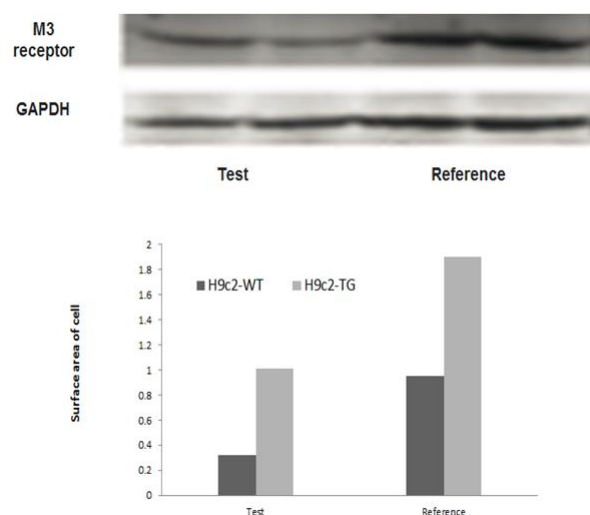 M3
receptor
GAPDH
Test Reference
2
1.8
1.6
1.4
1.2
1
0.8
0.6
0.4
0.2
0
H9c2-WT H9c2-TG
Surface area of cell
Test Reference